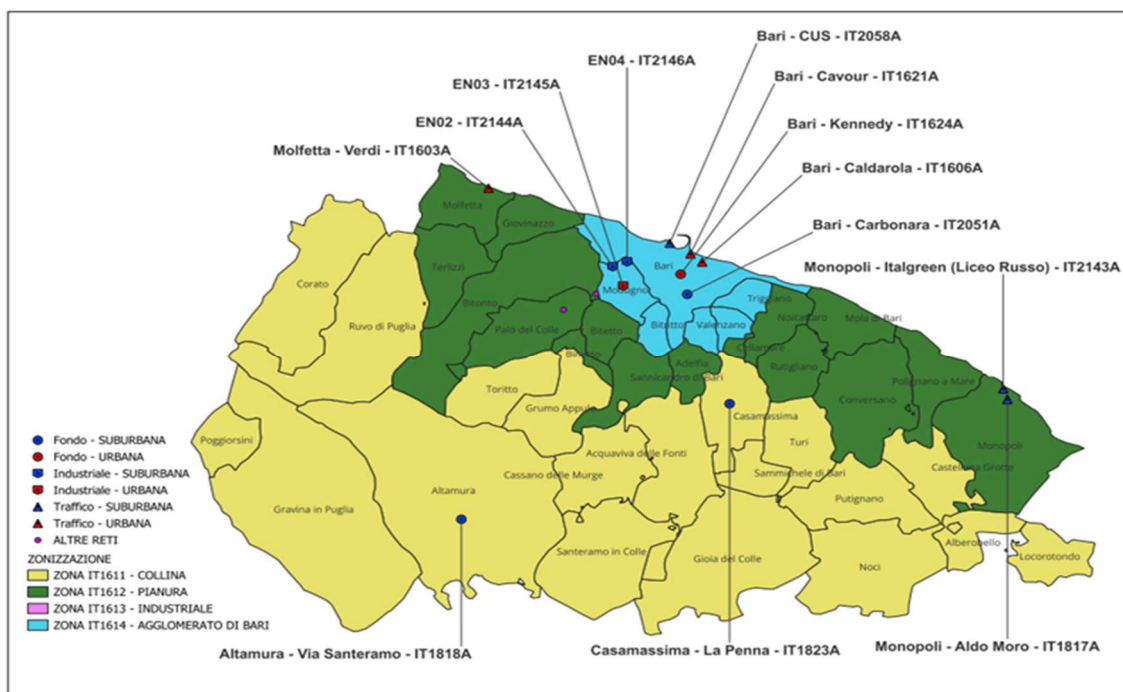 Bari - CUS - IT2058A
EN04 - IT2146A
Bari - Cavour - IT1621A
EN03 - IT2145A
EN02 - IT2144A
Bari - Kennedy - IT1624A
Molfetta - Verdi - IT1603A
Bari - Caldarola - IT1606A
Bari - Carbonara - IT2051A
Monopoli - Italgreen (Liceo Russo) - IT2143A
Molfetta
Giovinazzo
Bari
Corato
Terlizzi
Modugno
Bitonto
Triggiano
Ruvo di Puglia
Noicattaro
Mola di Bari
Palo del Colle
Bitetto
Bitritto
Valenzano
Cellamare
Adelfia
Rutigliano
Sannicandro di Bari
Polignano a Mare
Toritto
Conversano
Grumo Appula
Casamassima
Poggiorsini
Turi
Monopoli
Acquaviva delle Fonti
Cassano delle Murge
Sammichele di Bari
Castellana Grotte
Altamura
Putignano
Gravina in Puglia
Santeramo in Colle
Gioia del Colle
Alberobello
Locorotondo
Noci
Fondo - SUBURBANA
Fondo - URBANA
Industriale - SUBURBANA
Industriale - URBANA
Traffico - SUBURBANA
Traffico - URBANA
ALTRE RETI
ZONIZZAZIONE
ZONA IT1611 - COLLINA
ZONA IT1612 - PIANURA
ZONA IT1613 - INDUSTRIALE
ZONA IT1614 - AGGLOMERATO DI BARI
Altamura - Via Santeramo - IT1818A
Casamassima - La Penna - IT1823A
Monopoli - Aldo Moro - IT1817A